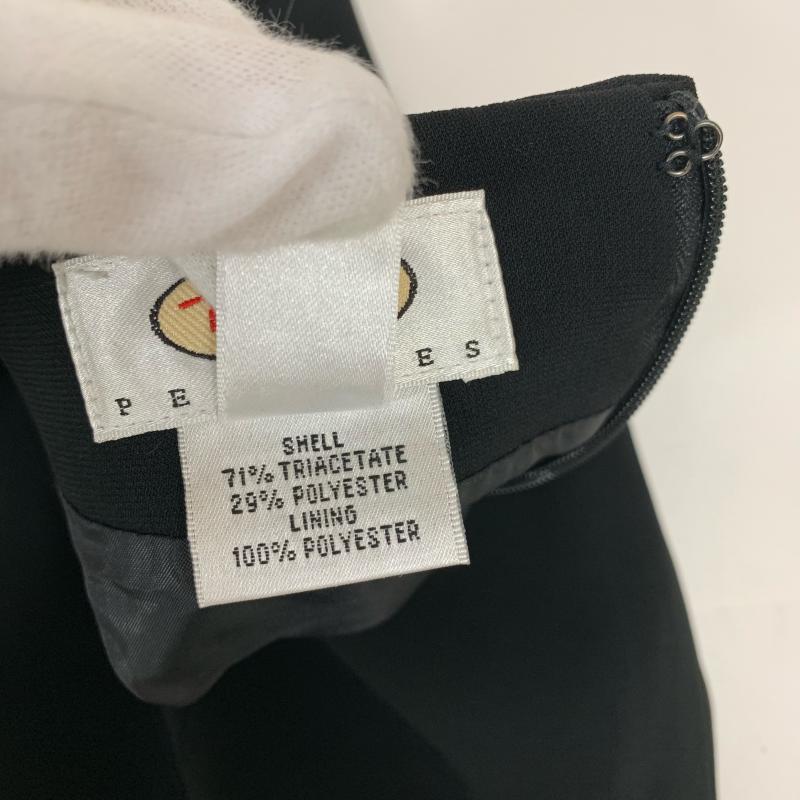 P E E S
SHELL
71% TRIACETATE
29% POLYESTER
LINING
100% POLYESTER